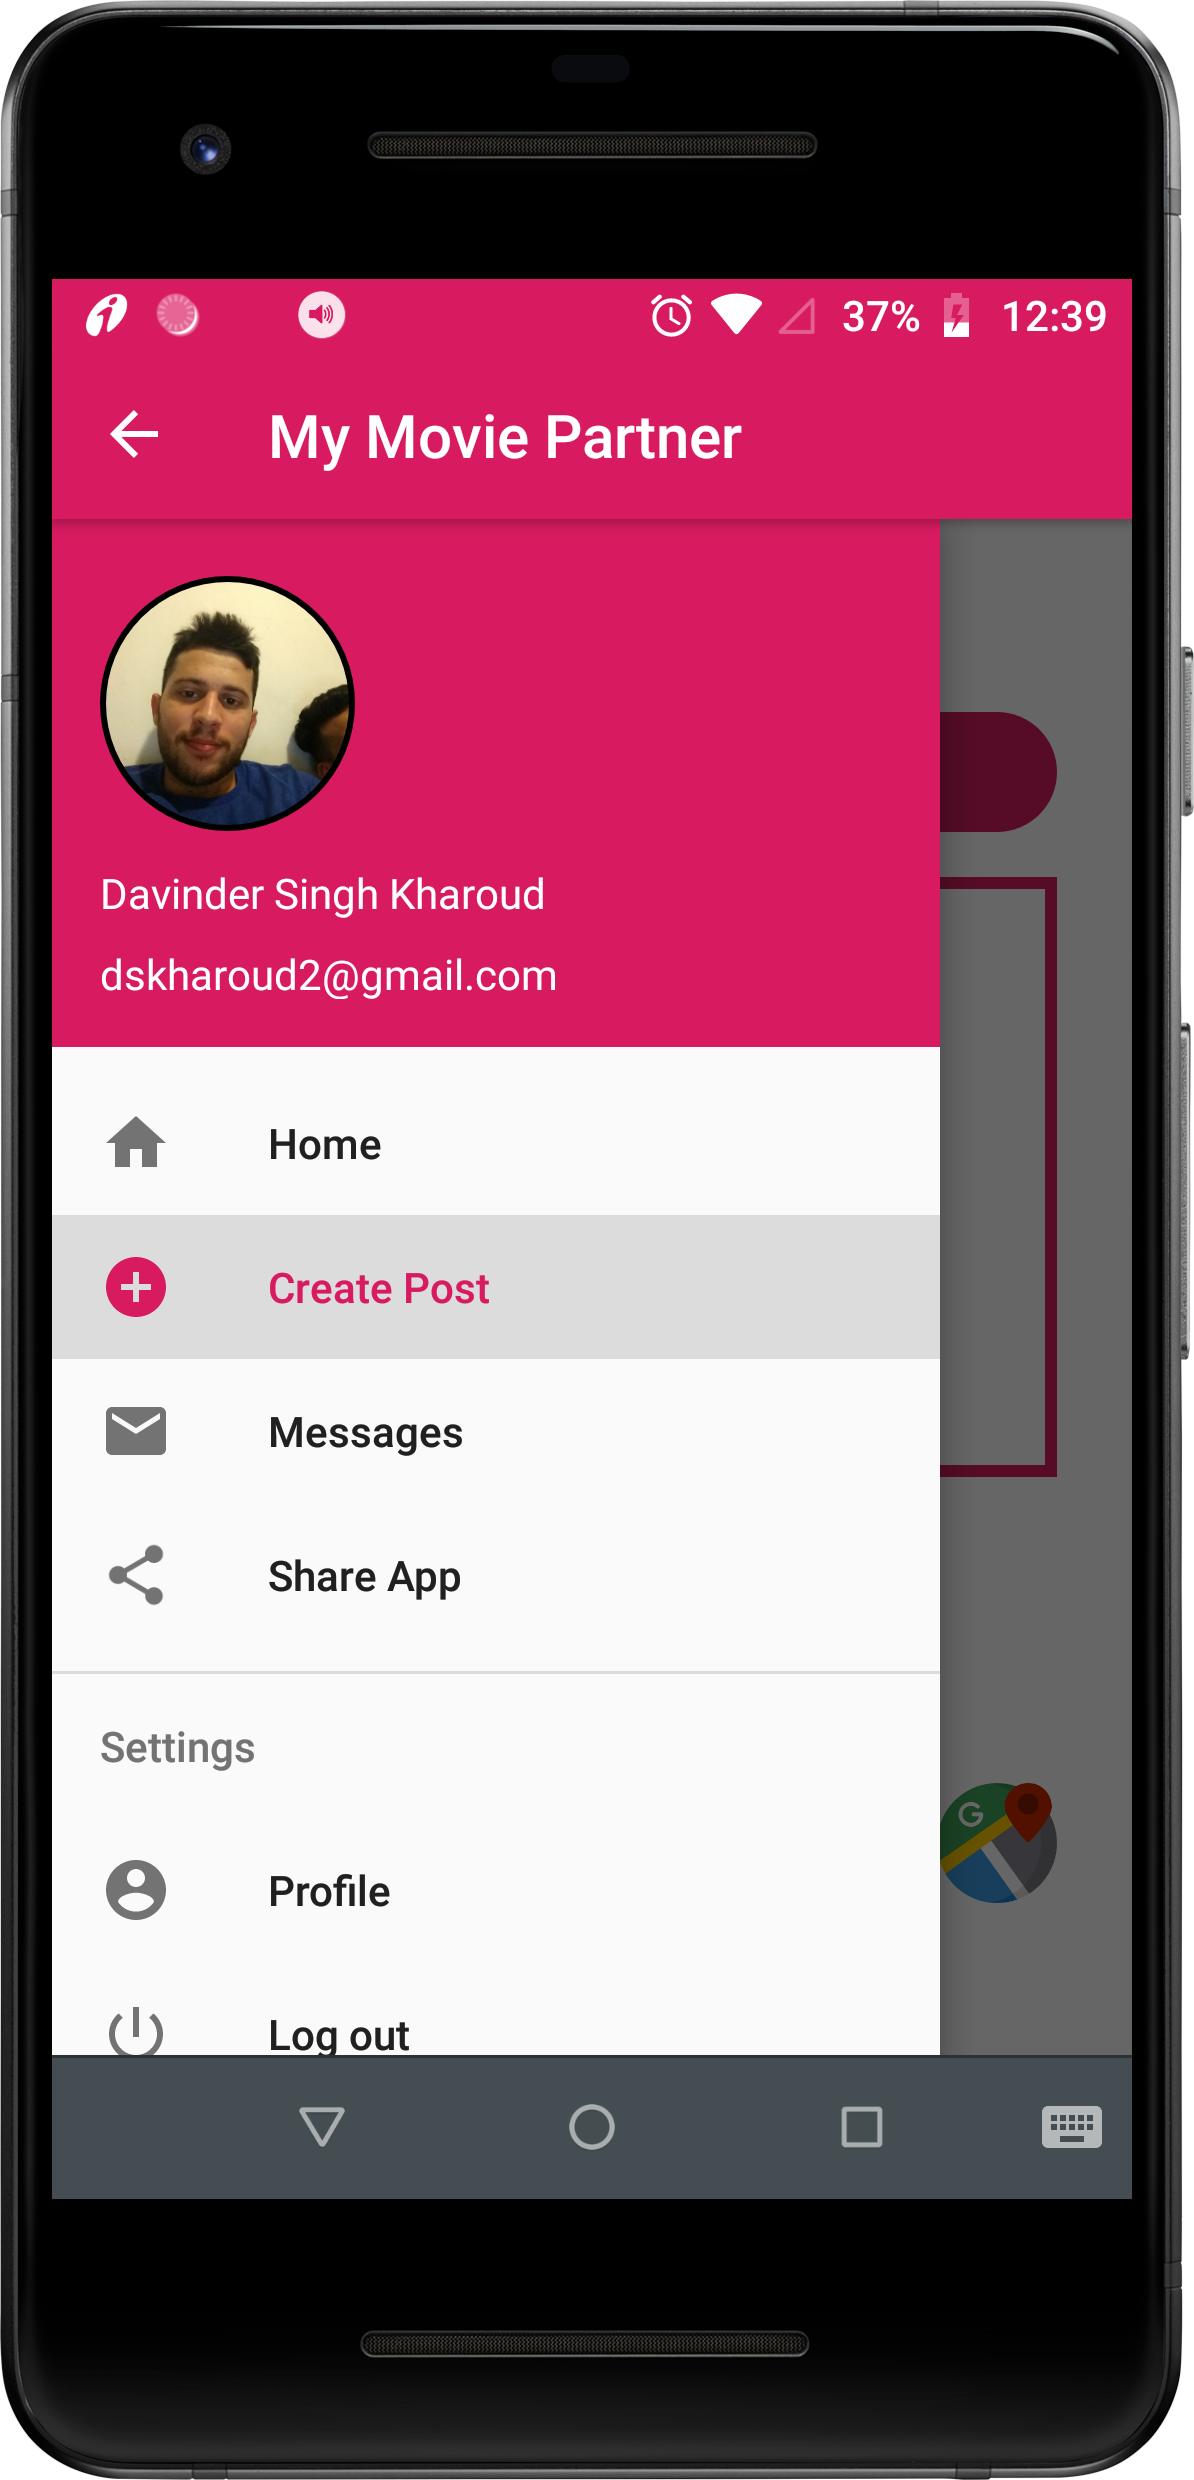 37% 12:39
My Movie Partner
Davinder Singh Kharoud
dskharoud2@gmail.com
Home
Create Post
Messages
Share App
Settings
G
Profile
Log out